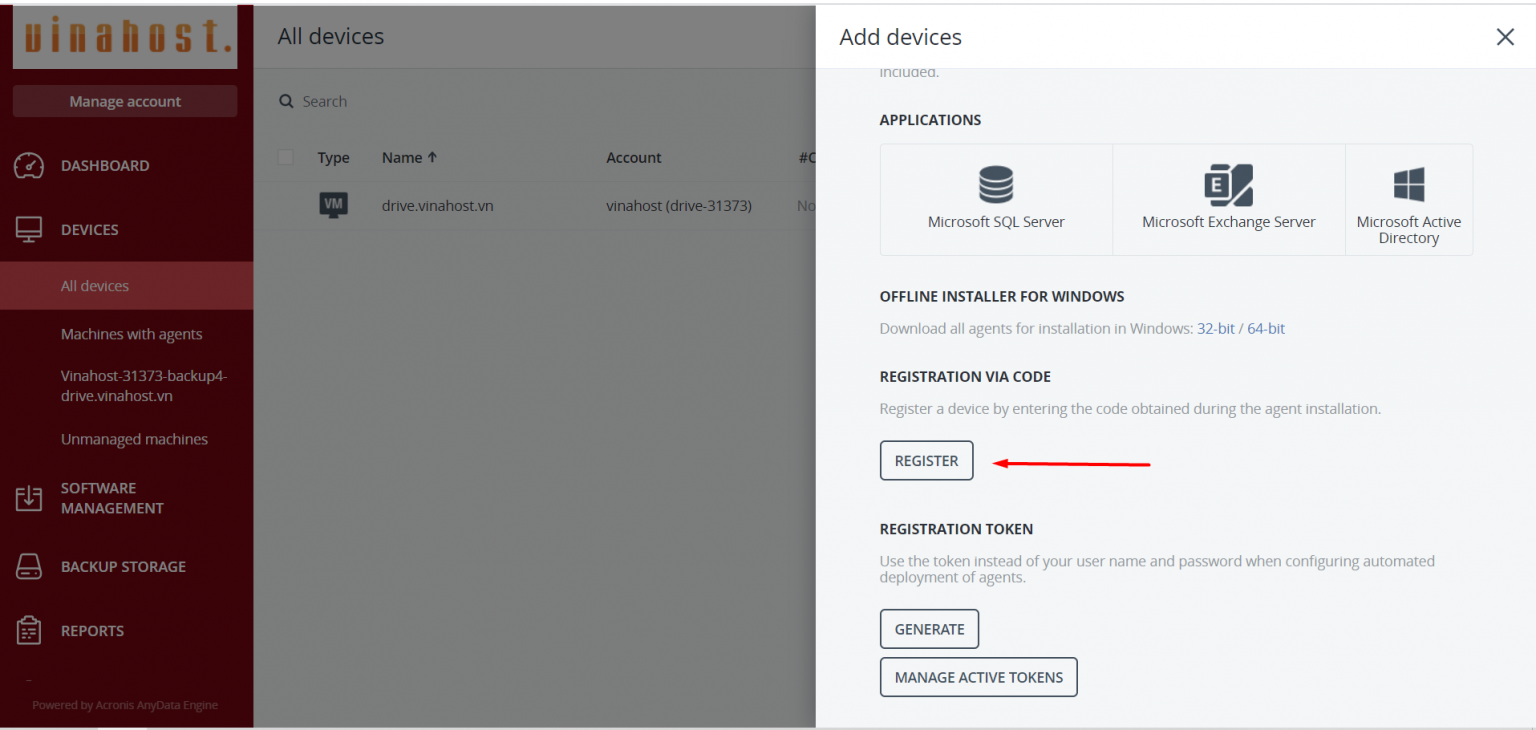 vinahost.
Manage account
DASHBOARD
DEVICES
All devices
Machines with agents
Vinahost-31373-backup4-
drive.vinahost.vn
Unmanaged machines
SOFTWARE
MANAGEMENT
BACKUP STORAGE
REPORTS
Powered by Acronis AnyData Engine
All devices
Search
Type Name ↑ Account
VM drive.vinahost.vn vinahost (drive-31373) No
Add devices
included.
APPLICATIONS
Microsoft SQL Server
E
Microsoft Exchange Server
Microsoft Active
Directory
OFFLINE INSTALLER FOR WINDOWS
Download all agents for installation in Windows: 32-bit / 64-bit
REGISTRATION VIA CODE
Register a device by entering the code obtained during the agent installation.
REGISTER
REGISTRATION TOKEN
Use the token instead of your user name and password when configuring automated
deployment of agents.
GENERATE
MANAGE ACTIVE TOKENS